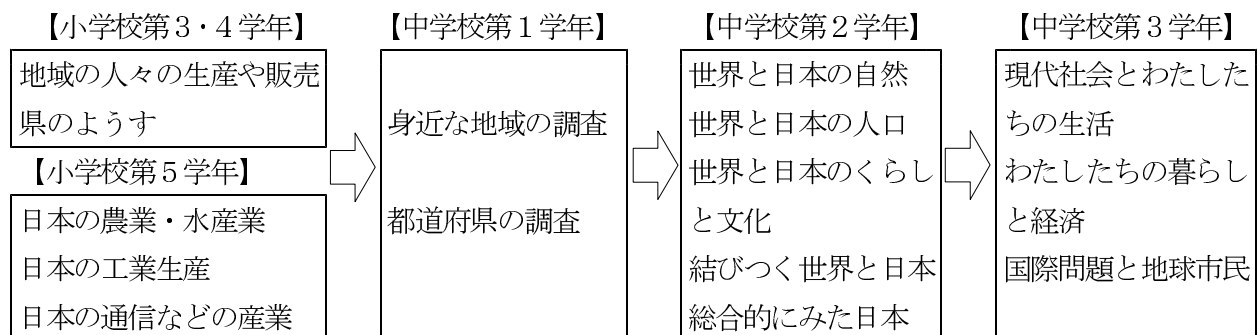 【小学校第３・４学年】
地域の人々の生産や販売
県のようす
【小学校第５学年】
日本の農業・水産業
日本の工業生産
日本の通信などの産業
【中学校第１学年】
身近な地域の調査
都道府県の調査
【中学校第２学年】
世界と日本の自然
世界と日本の人口
世界と日本のくらし
と文化
結びつく世界と日本
総合的にみた日本
【中学校第３学年】
現代社会とわたした
ちの生活
わたしたちの暮らし
と経済
国際問題と地球市民